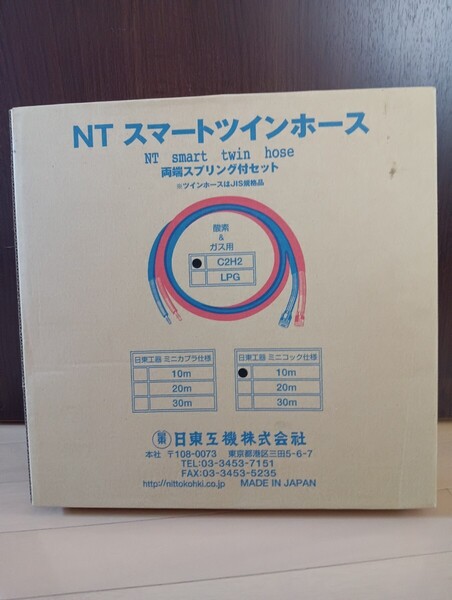 NT スマートツインホース
NT smart twin hose
両端スプリング付セット
※ツインホースはJIS規格品
酸素
&
ガス用
● C2H2
LPG
日東工器 ミニカプラ仕様
10m
20m
30m
日東工器 ミニコック仕様
● 10m
20m
30m
日東互機株式会社
本社 〒108-0073 東京都港区三田5-6-7
TEL:03-3453-7151
FAX:03-3453-5235
http://nittokohki.co.jp MADE IN JAPAN